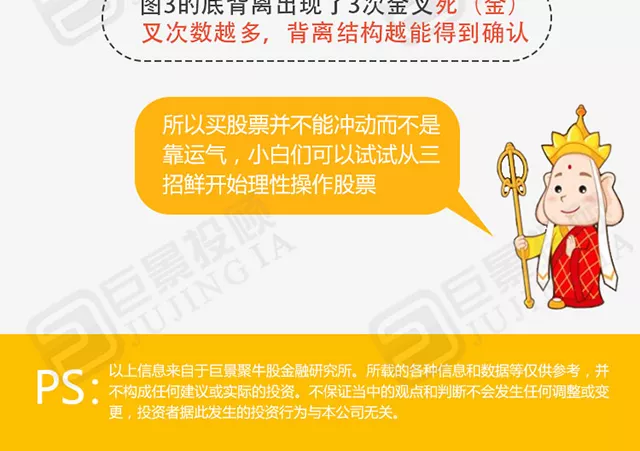 图3的底背离出现了3次金叉死（金）
叉次数越多，背离结构越能得到确认
所以买股票并不能冲动而不是
靠运气，小白们可以试试从三
招鲜开始理性操作股票
巨景投顾
JUJING IA
PS:
以上信息来自于巨景聚牛股金融研究所。所载的各种信息和数据等仅供参考，并
不构成任何建议或实际的投资。不保证当中的观点和判断不会发生任何调整或变
更，投资者据此发生的投资行为与本公司无关。